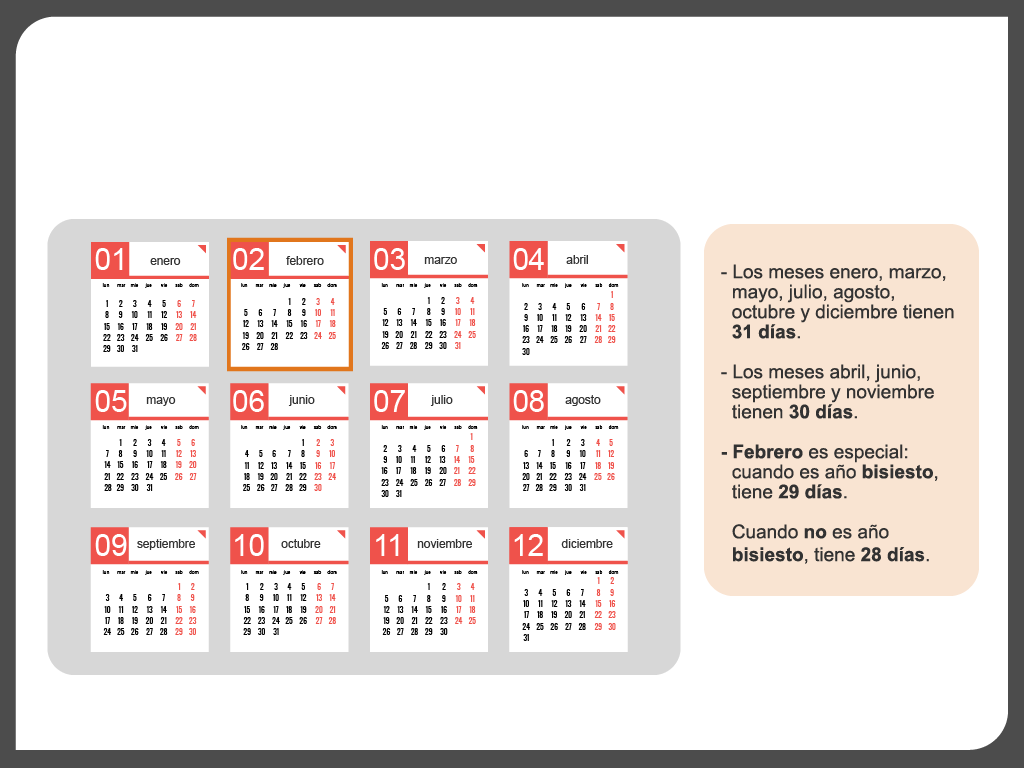 01 enero
lun mar mie jue vie sab dom
1 2 3 4 5 6 7
8 9 10 11 12 13 14
15 16 17 18 19 20 21
22 23 24 25 26 27 28
29 30 31
02 febrero
lun mar mie jue vie sab dom
1 2 3 4
5 6 7 8 9 10 11
12 13 14 15 16 17 18
19 20 21 22 23 24 25
26 27 28
03 marzo
lun mar mie jue vie sab dom
1 2 3 4
5 6 7 8 9 10 11
12 13 14 15 16 17 18
19 20 21 22 23 24 25
26 27 28 29 30 31
04 abril
lun mar mie jue vie sab dom
1
2 3 4 5 6 7 8
9 10 11 12 13 14 15
16 17 18 19 20 21 22
23 24 25 26 27 28 29
30
05 mayo
lun mar mie jue vie sab dom
1 2 3 4 5 6
7 8 9 10 11 12 13
14 15 16 17 18 19 20
21 22 23 24 25 26 27
28 29 30 31
06 junio
lun mar mie jue vie sab dom
1 2 3
4 5 6 7 8 9 10
11 12 13 14 15 16 17
18 19 20 21 22 23 24
25 26 27 28 29 30
07 julio
lun mar mie jue vie sab dom
1
2 3 4 5 6 7 8
9 10 11 12 13 14 15
16 17 18 19 20 21 22
23 24 25 26 27 28 29
30 31
08 agosto
lun mar mie jue vie sab dom
1 2 3 4 5
6 7 8 9 10 11 12
13 14 15 16 17 18 19
20 21 22 23 24 25 26
27 28 29 30 31
09 septiembre
lun mar mie jue vie sab dom
1 2
3 4 5 6 7 8 9
10 11 12 13 14 15 16
17 18 19 20 21 22 23
24 25 26 27 28 29 30
10 octubre
lun mar mie jue vie sab dom
1 2 3 4 5 6 7
8 9 10 11 12 13 14
15 16 17 18 19 20 21
22 23 24 25 26 27 28
29 30 31
11 noviembre
lun mar mie jue vie sab dom
1 2 3 4
5 6 7 8 9 10 11
12 13 14 15 16 17 18
19 20 21 22 23 24 25
26 27 28 29 30
12 diciembre
lun mar mie jue vie sab dom
1 2
3 4 5 6 7 8 9
10 11 12 13 14 15 16
17 18 19 20 21 22 23
24 25 26 27 28 29 30
31
- Los meses enero, marzo,
mayo, julio, agosto,
octubre y diciembre tienen
31 días.
- Los meses abril, junio,
septiembre y noviembre
tienen 30 días.
- Febrero es especial:
cuando es año bisiesto,
tiene 29 días.
Cuando no es año
bisiesto, tiene 28 días.